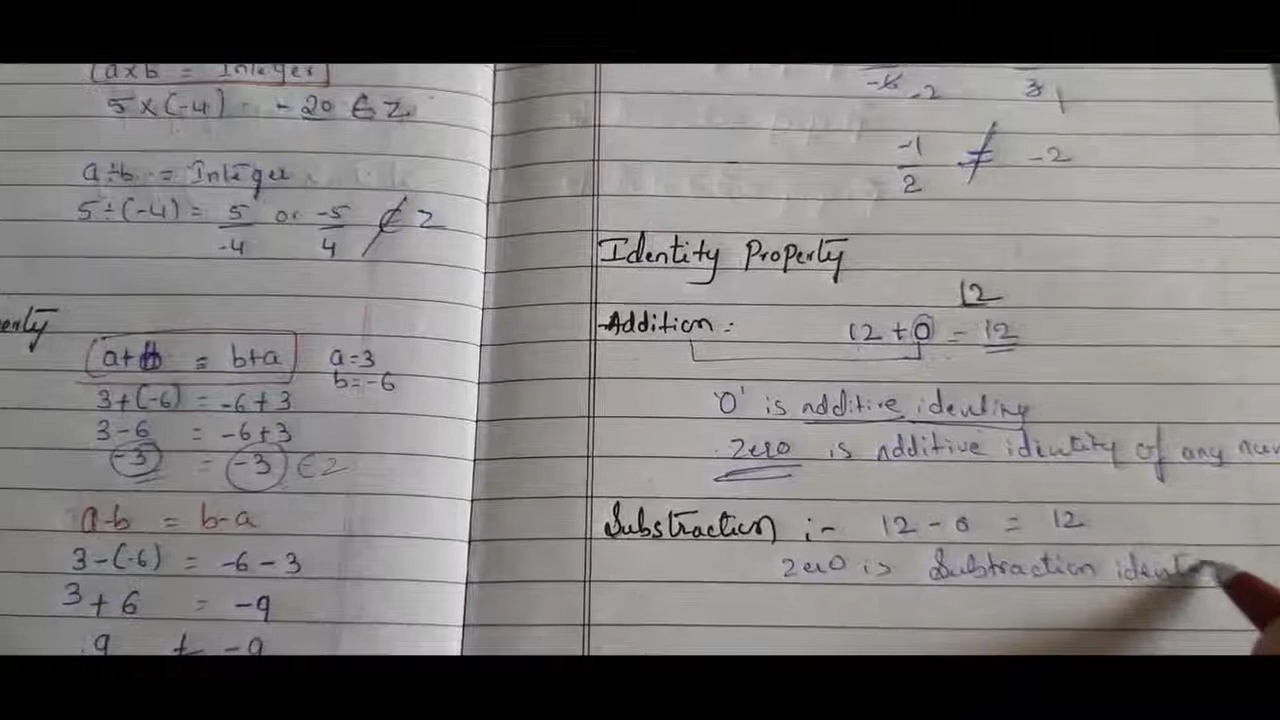 a×b = Integer
5×(-4) - 20 ∈ Z
a÷b = Integer
5÷(-4) = 5/-4 or -5/4 ∉ Z
a+b = b+a a=3
b=-6
3+(-6) = -6+3
3-6 = -6+3
-3 = -3 ∈ Z
a-b = b-a
3-(-6) = -6-3
3+6 = -9
9 ≠ -9
-1/2 ≠ -2
Identity Property
12
Addition : 12+0 = 12
'0' is additive identity
Zero is additive identity of any
Substraction :- 12-0 = 12
Zero is Substraction